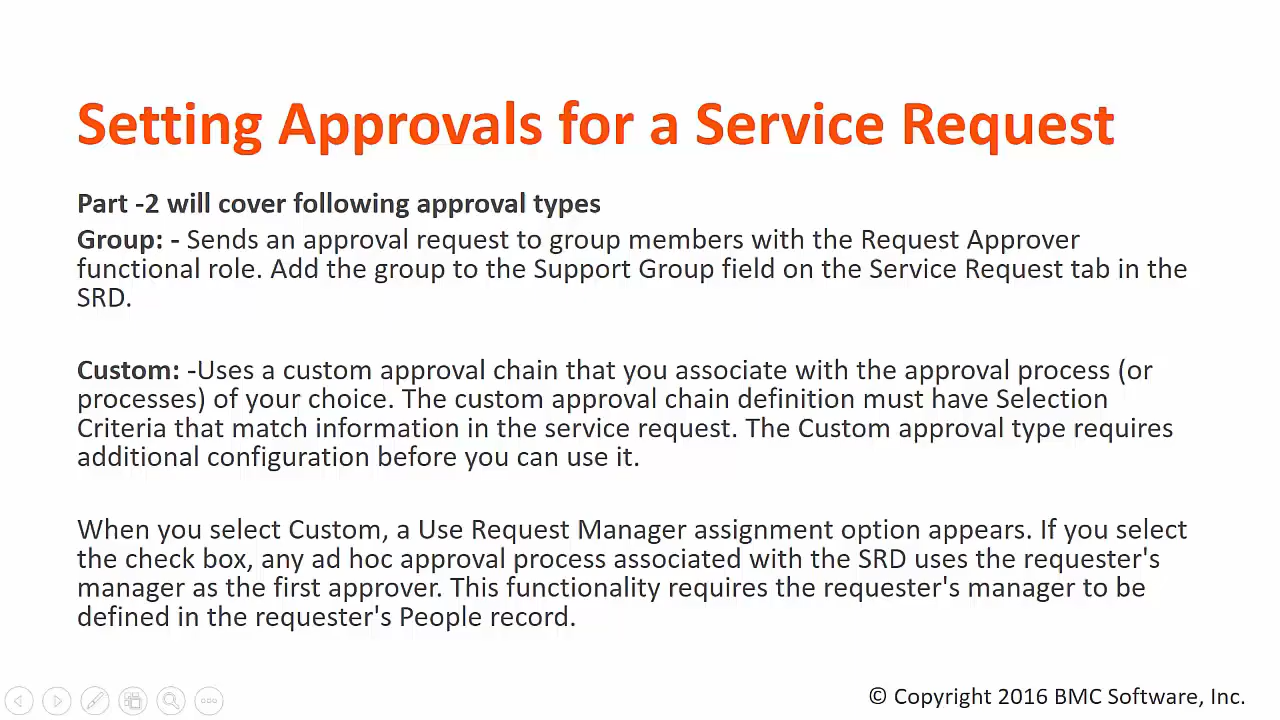 Setting Approvals for a Service Request
Part -2 will cover following approval types
Group: - Sends an approval request to group members with the Request Approver
functional role. Add the group to the Support Group field on the Service Request tab in the
SRD.
Custom: -Uses a custom approval chain that you associate with the approval process (or
processes) of your choice. The custom approval chain definition must have Selection
Criteria that match information in the service request. The Custom approval type requires
additional configuration before you can use it.
When you select Custom, a Use Request Manager assignment option appears. If you select
the check box, any ad hoc approval process associated with the SRD uses the requester's
manager as the first approver. This functionality requires the requester's manager to be
defined in the requester's People record.
© Copyright 2016 BMC Software, Inc.